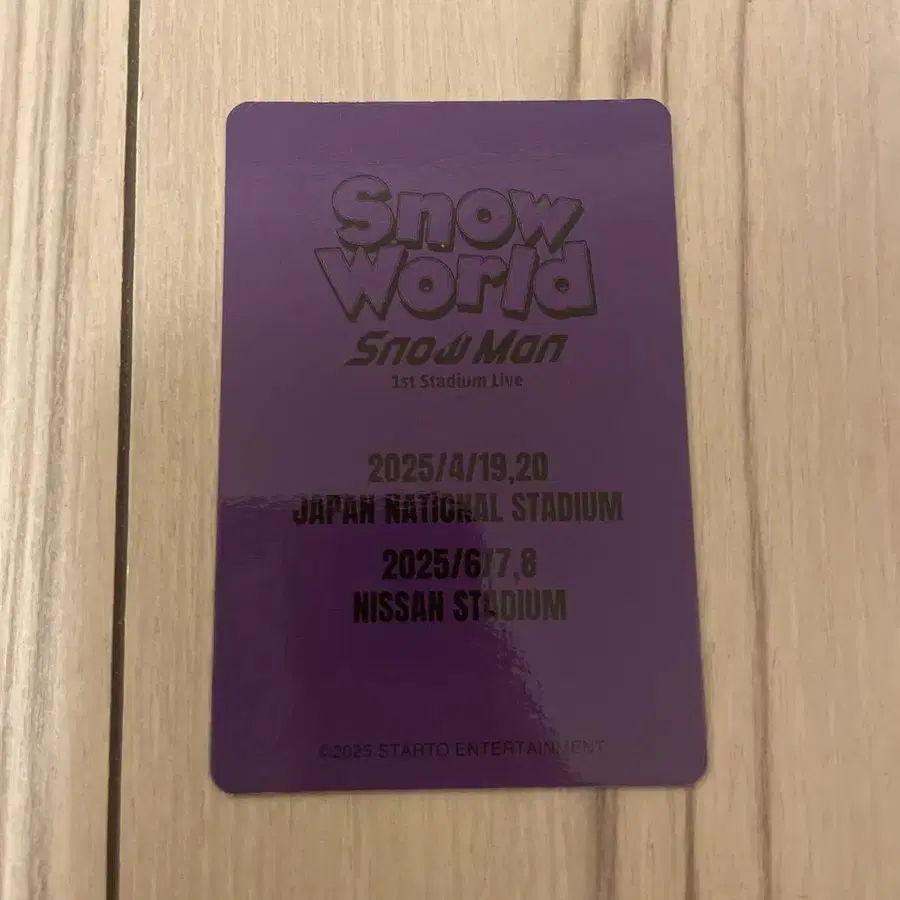 Snow
World
Snow Man
1st Stadium Live
2025/4/19,20
JAPAN NATIONAL STADIUM
2025/6/7,8
NISSAN STADIUM
©2025 STARTO ENTERTAINMENT